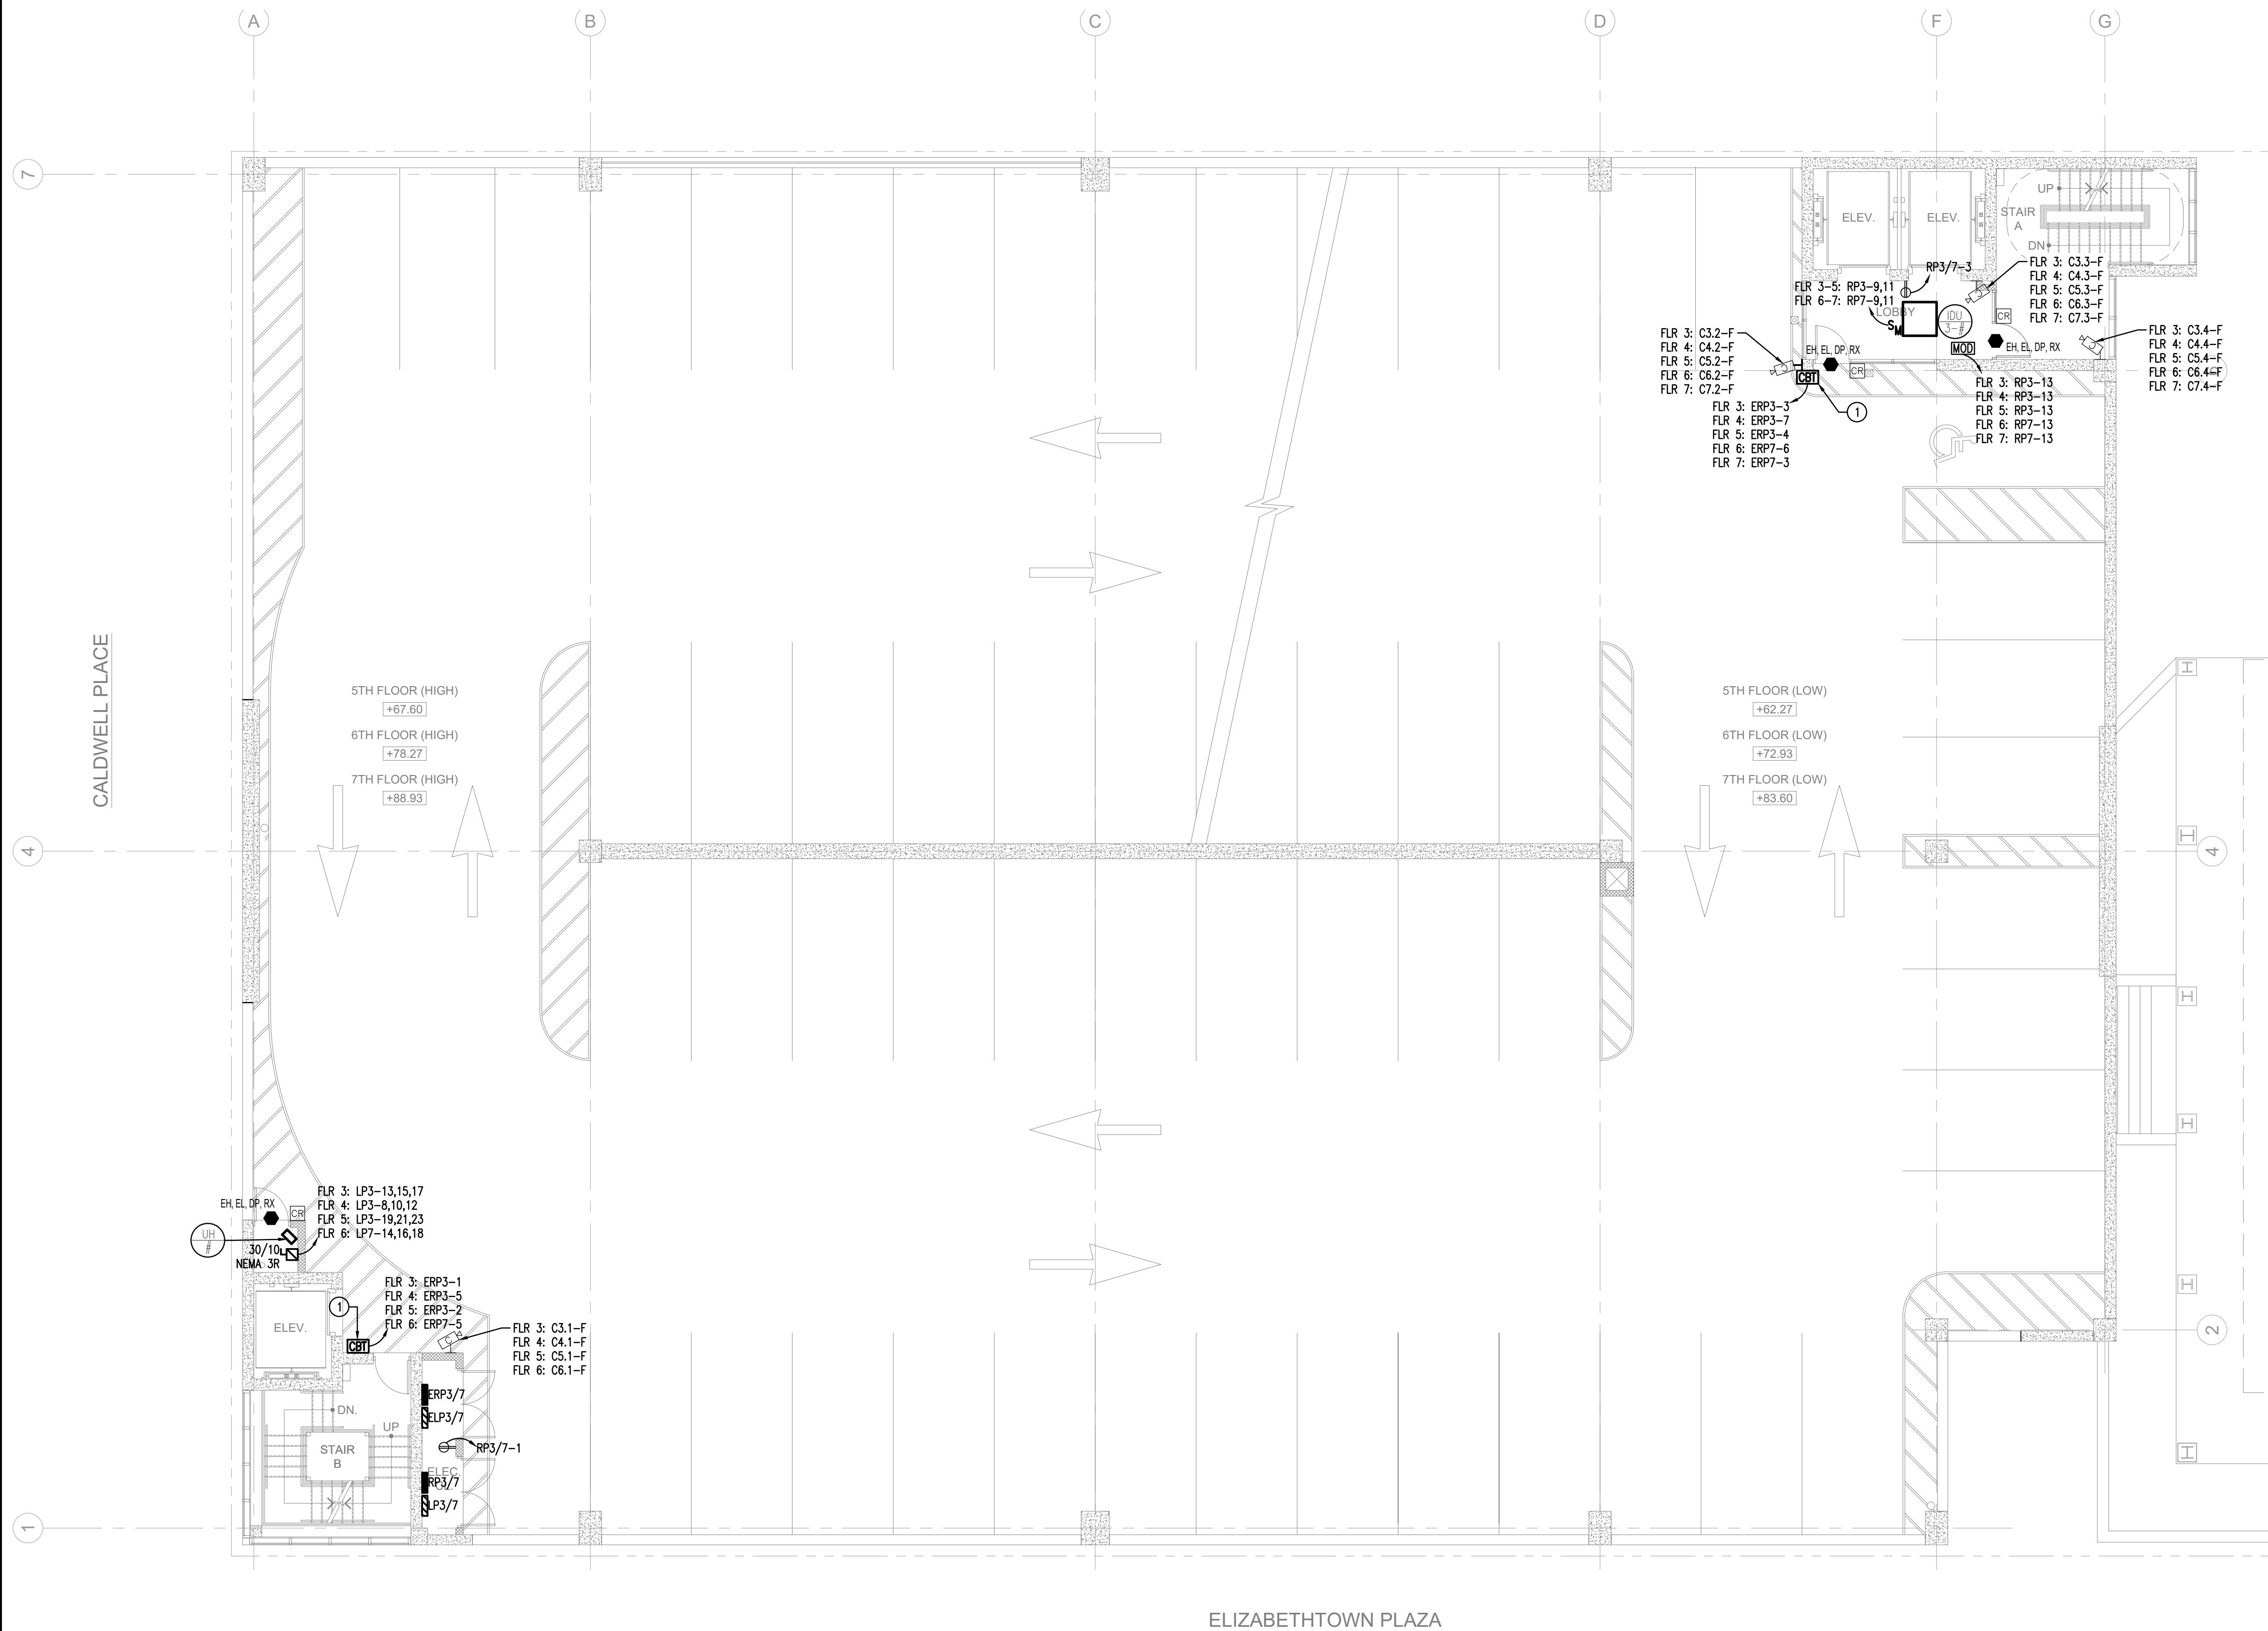 A
B
C
D
F
G
7
UP
ELEV.
ELEV.
STAIR
A
DN
RP3/7-3
FLR 3: C3.3-F
FLR 4: C4.3-F
FLR 5: C5.3-F
FLR 6: C6.3-F
FLR 7: C7.3-F
FLR 3-5: RP3-9,11
FLR 6-7: RP7-9,11
LOBBY
SM
IDU
3-#
CR
FLR 3: C3.2-F
FLR 4: C4.2-F
FLR 5: C5.2-F
FLR 6: C6.2-F
FLR 7: C7.2-F
FLR 3: C3.4-F
FLR 4: C4.4-F
FLR 5: C5.4-F
FLR 6: C6.4-F
FLR 7: C7.4-F
EH, EL, DP, RX
MOD
EH, EL, DP, RX
CBT
CR
1
FLR 3: RP3-13
FLR 4: RP3-13
FLR 5: RP3-13
FLR 6: RP7-13
FLR 7: RP7-13
FLR 3: ERP3-3
FLR 4: ERP3-7
FLR 5: ERP3-4
FLR 6: ERP7-6
FLR 7: ERP7-3
CALDWELL PLACE
5TH FLOOR (HIGH)
+67.60
6TH FLOOR (HIGH)
+78.27
7TH FLOOR (HIGH)
+88.93
5TH FLOOR (LOW)
+62.27
6TH FLOOR (LOW)
+72.93
7TH FLOOR (LOW)
+83.60
4
4
FLR 3: LP3-13,15,17
FLR 4: LP3-8,10,12
FLR 5: LP3-19,21,23
FLR 6: LP7-14,16,18
EH, EL, DP, RX
CR
UH
#
30/10
NEMA 3R
FLR 3: ERP3-1
FLR 4: ERP3-5
FLR 5: ERP3-2
FLR 6: ERP7-5
1
ELEV.
CBT
FLR 3: C3.1-F
FLR 4: C4.1-F
FLR 5: C5.1-F
FLR 6: C6.1-F
2
ERP3/7
ELP3/7
DN.
UP
STAIR
B
RP3/7-1
ELEC.
RP3/7
LP3/7
1
ELIZABETHTOWN PLAZA